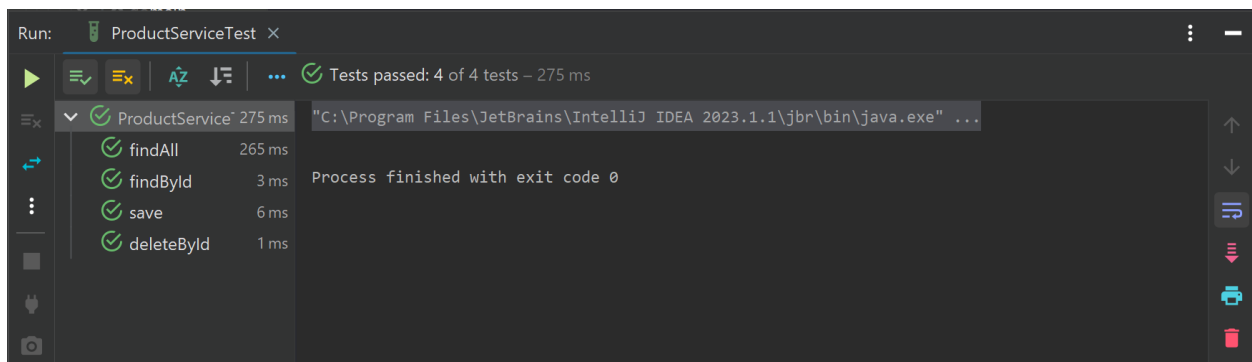 Run: ProductServiceTest ×
AZ Tests passed: 4 of 4 tests – 275 ms
ProductService 275 ms
findAll 265 ms
findById 3 ms
save 6 ms
deleteById 1 ms
"C:\Program Files\JetBrains\IntelliJ IDEA 2023.1.1\jbr\bin\java.exe" ...
Process finished with exit code 0